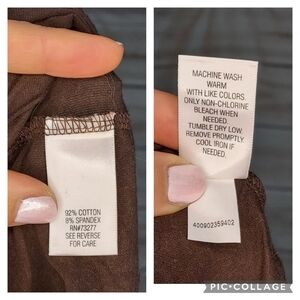 92% COTTON
8% SPANDEX
RN#73277
SEE REVERSE
FOR CARE
MACHINE WASH
WARM
WITH LIKE COLORS
ONLY NON-CHLORINE
BLEACH WHEN
NEEDED.
TUMBLE DRY LOW.
REMOVE PROMPTLY.
COOL IRON IF
NEEDED.
400902359402
PIC•COLLAGE